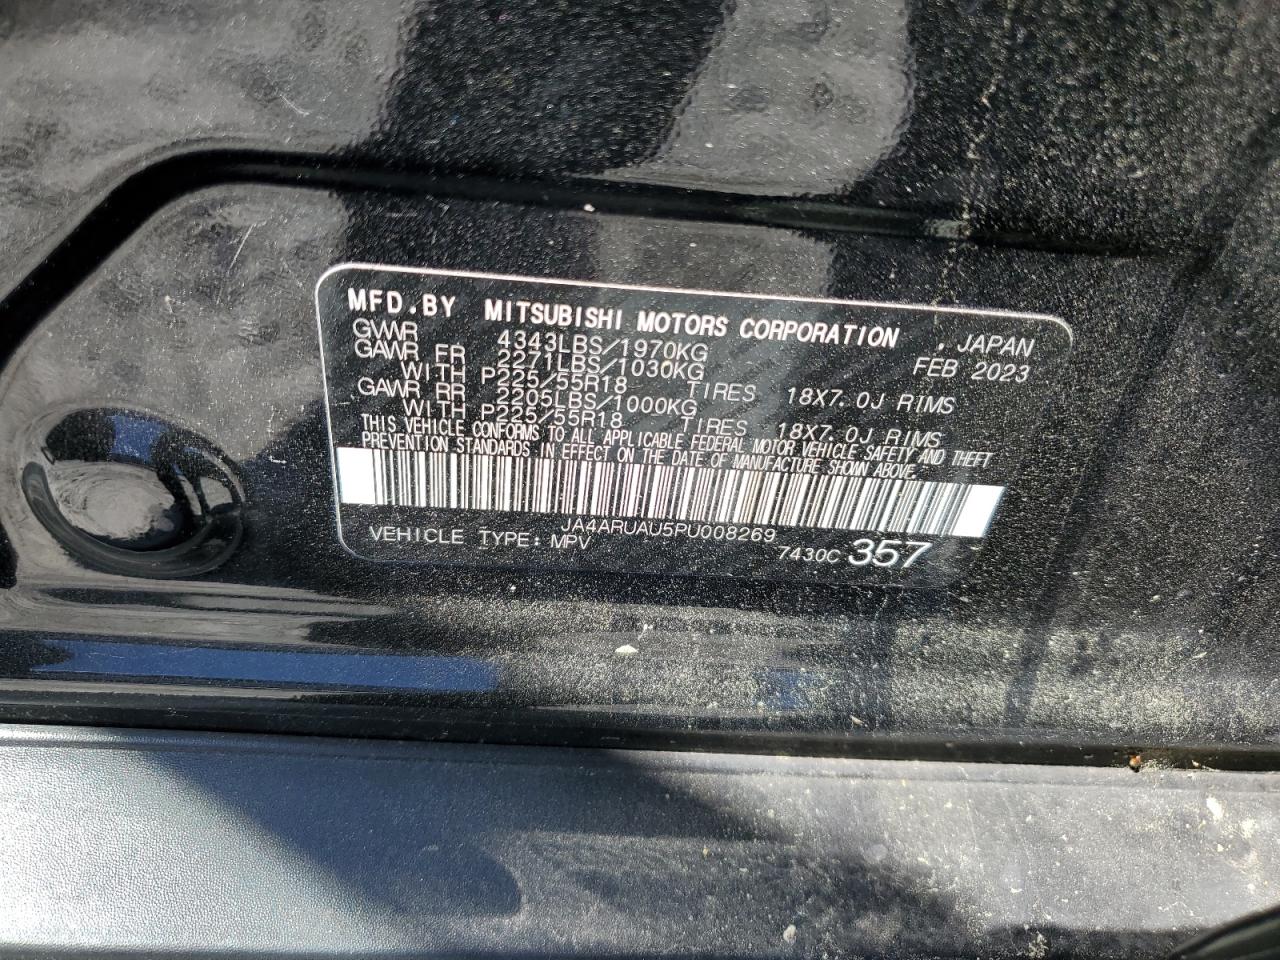 MFD.BY MITSUBISHI MOTORS CORPORATION , JAPAN
GVWR 4343LBS/1970KG FEB 2023
GAWR FR 2271LBS/1030KG
WITH P225/55R18 TIRES 18X7.0J RIMS
GAWR RR 2205LBS/1000KG
WITH P225/55R18 TIRES 18X7.0J RIMS
THIS VEHICLE CONFORMS TO ALL APPLICABLE FEDERAL MOTOR VEHICLE SAFETY AND THEFT
PREVENTION STANDARDS IN EFFECT ON THE DATE OF MANUFACTURE SHOWN ABOVE.
JA4ARUAU5PU008269
VEHICLE TYPE: MPV 7430C 357